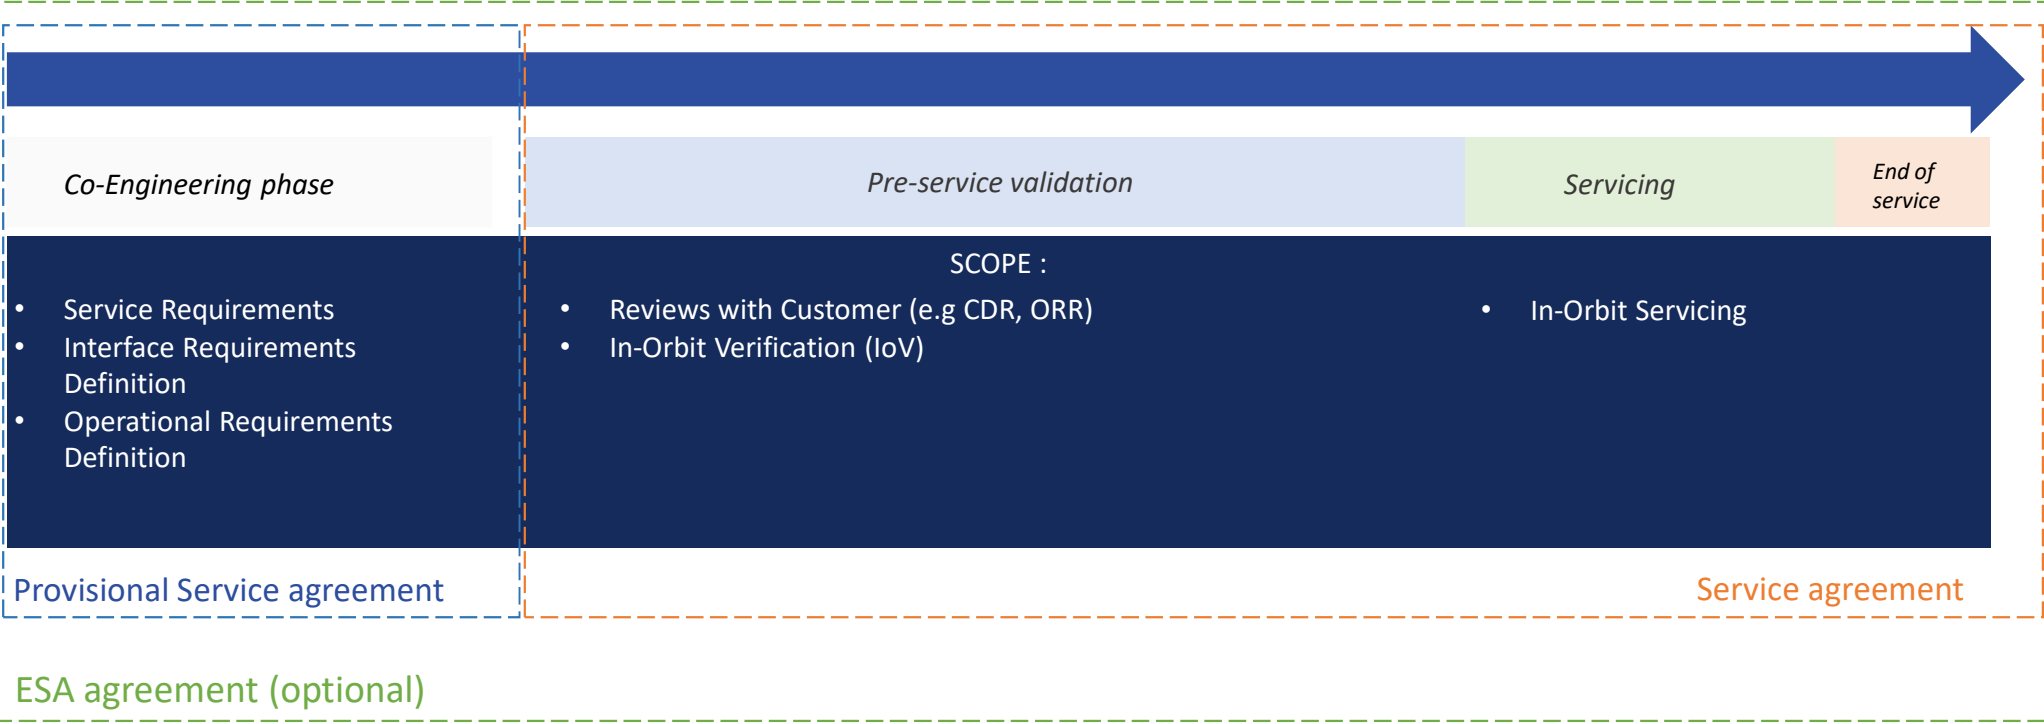 Co-Engineering phase
Pre-service validation
Servicing
End of
service
SCOPE :
• Service Requirements
• Interface Requirements
Definition
• Operational Requirements
Definition
• Reviews with Customer (e.g CDR, ORR)
• In-Orbit Verification (IoV)
• In-Orbit Servicing
Provisional Service agreement
Service agreement
ESA agreement (optional)